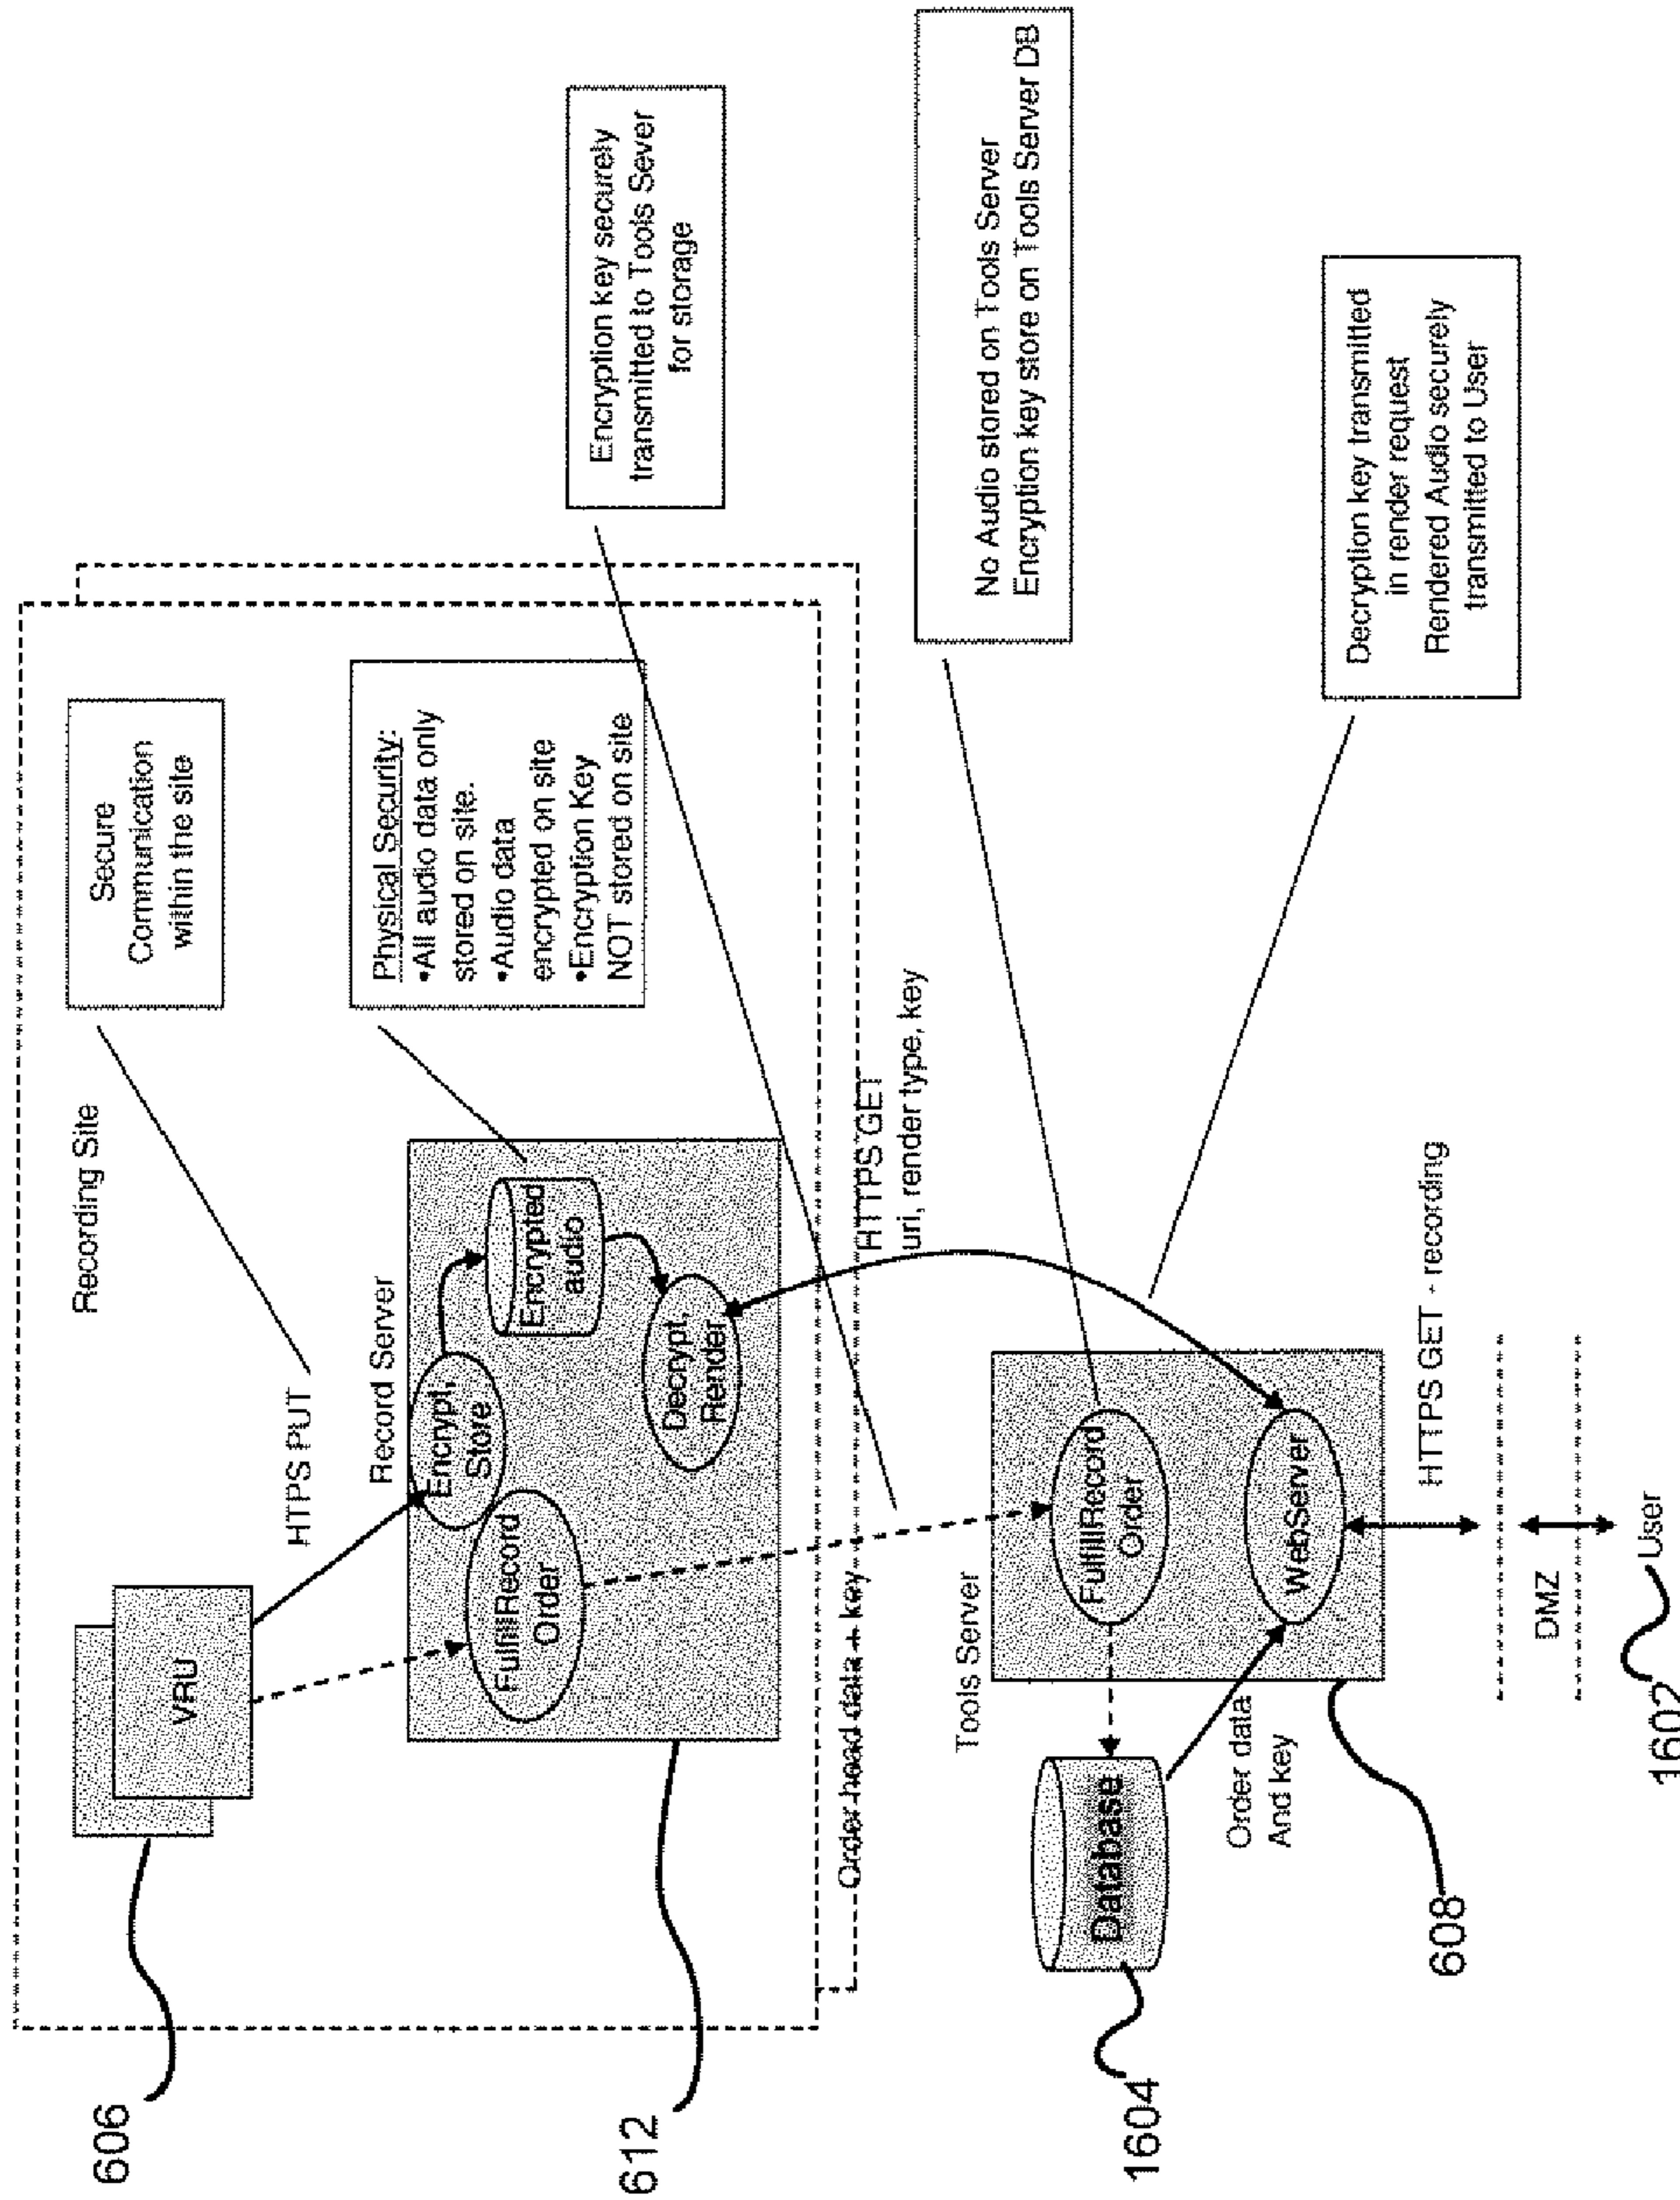 Recording Site
606
VRU
HTTPS PUT
Secure
Communication
within the site
612
Record Server
FulfillRecord
Order
Encrypt,
Store
Encrypted
audio
Decrypt,
Render
Physical Security:
•All audio data only
stored on site.
•Audio data
encrypted on site
•Encryption Key
NOT stored on site
Order head data + key
HTTPS GET
uri, render type, key
Encryption key securely
transmitted to Tools Sever
for storage
Tools Server
1604
Database
FulfillRecord
Order
No Audio stored on Tools Server
Encryption key store on Tools Server DB
Order data
And key
WebServer
608
Decryption key transmitted
in render request
Rendered Audio securely
transmitted to User
HTTPS GET - recording
DMZ
1602
User